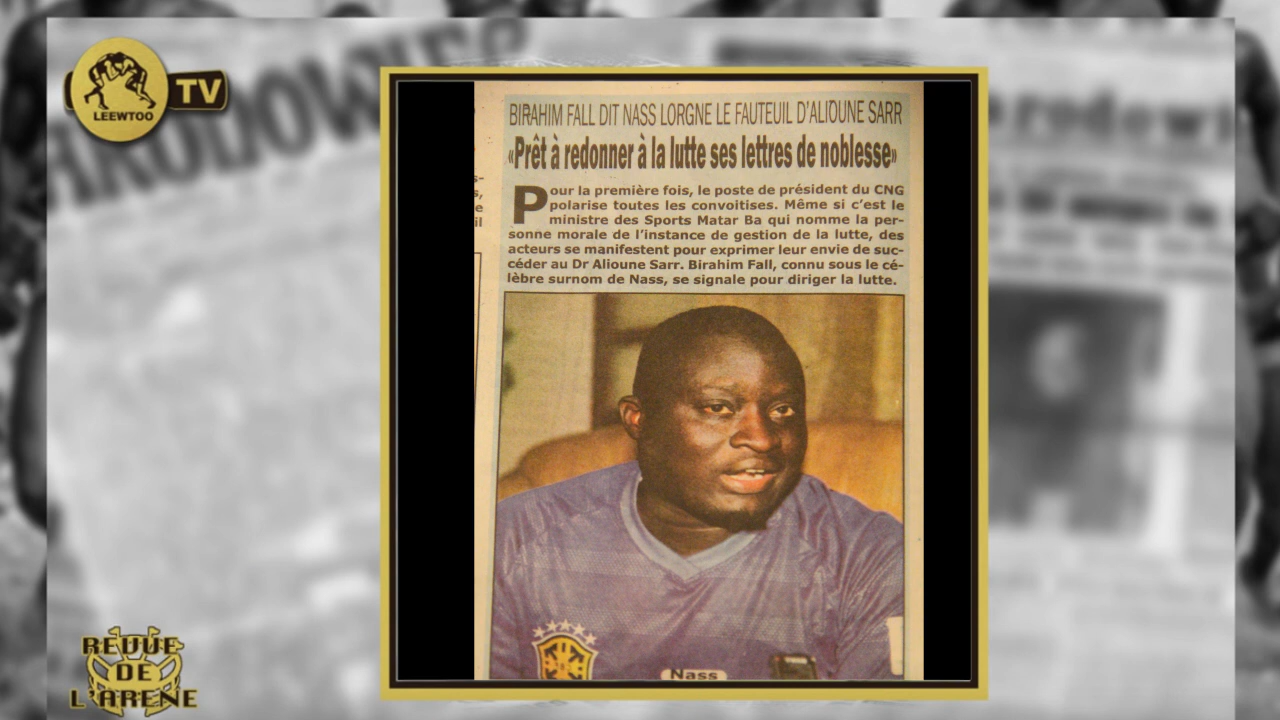 LEEWTOO
TV
BIRAHIM FALL DIT NASS LORGNE LE FAUTEUIL D'ALIOUNE SARR
«Prêt à redonner à la lutte ses lettres de noblesse»
Pour la première fois, le poste de président du CNG
polarise toutes les convoitises. Même si c'est le
ministre des Sports Matar Ba qui nomme la per-
sonne morale de l'instance de gestion de la lutte, des
acteurs se manifestent pour exprimer leur envie de suc-
céder au Dr Alioune Sarr. Birahim Fall, connu sous le cé-
lèbre surnom de Nass, se signale pour diriger la lutte.
Nass
REVUE
DE
L'ARENE